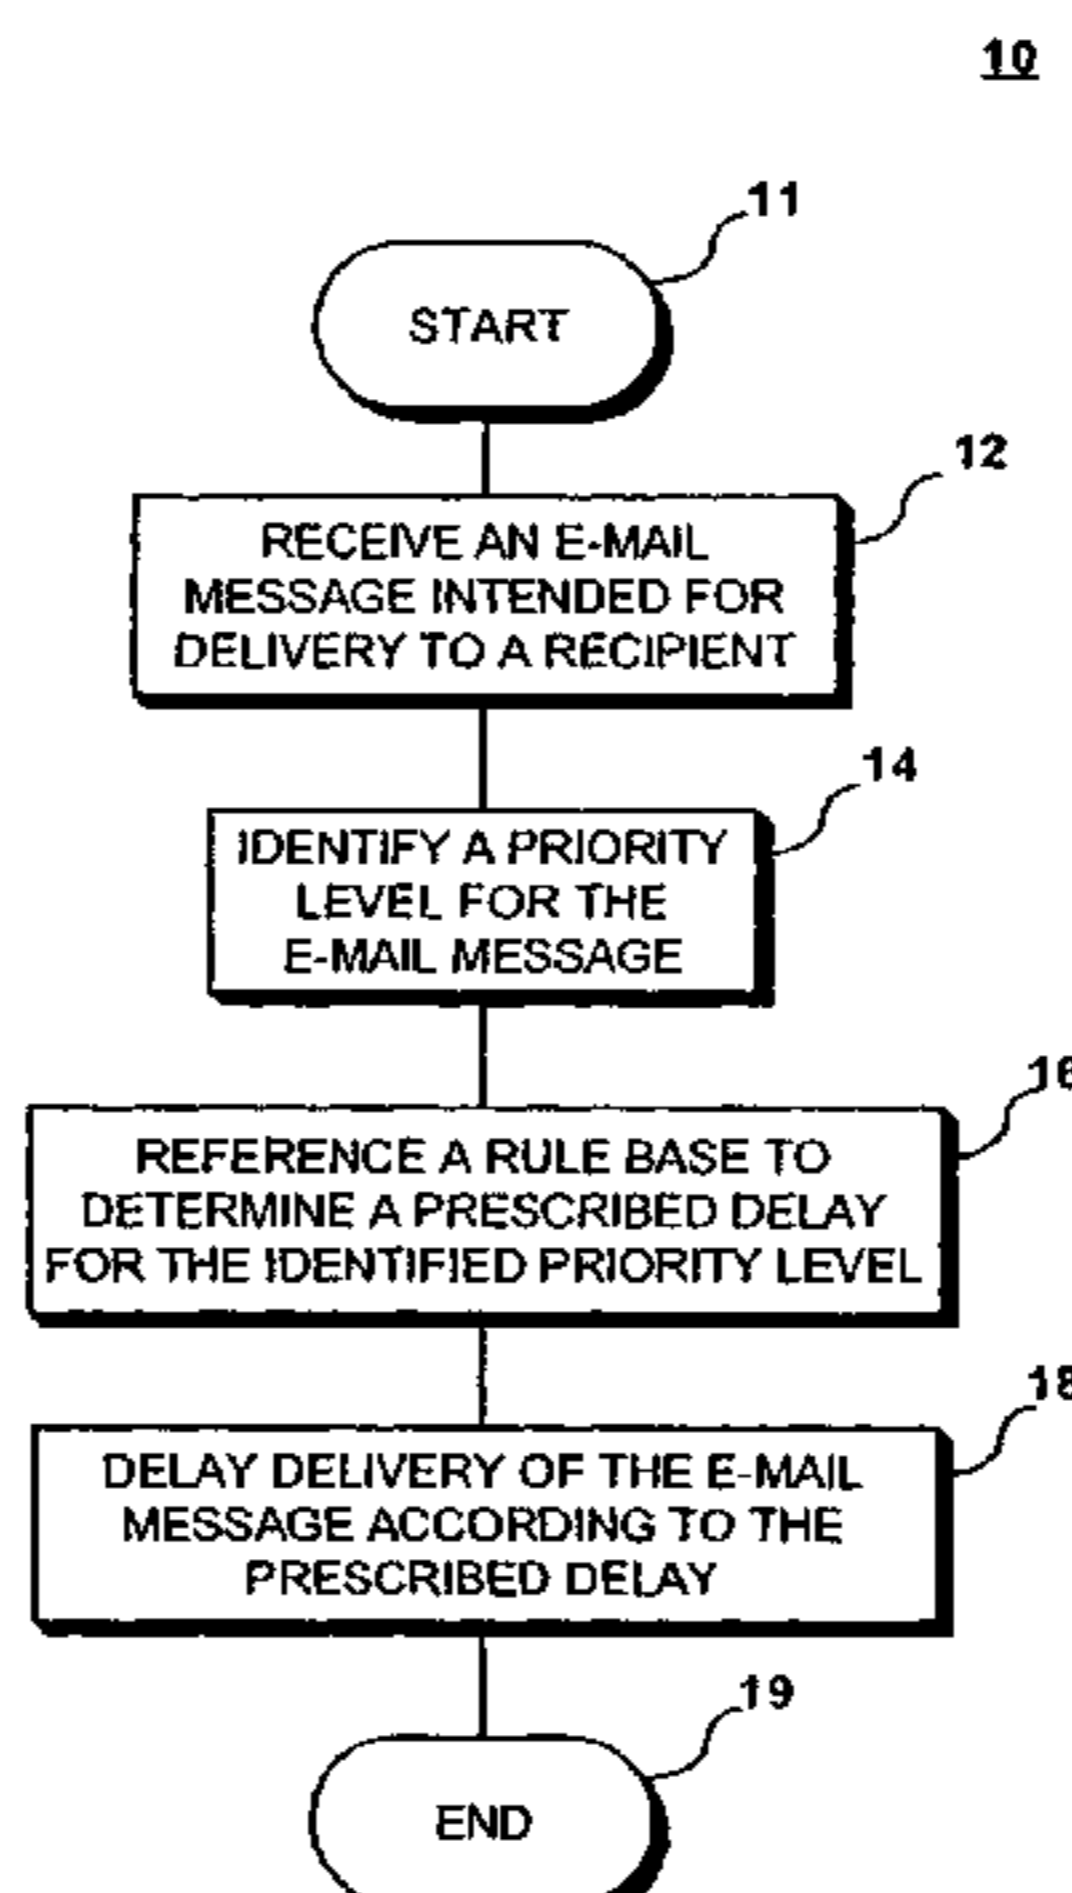 10
11
START
12
RECEIVE AN E-MAIL
MESSAGE INTENDED FOR
DELIVERY TO A RECIPIENT
14
IDENTIFY A PRIORITY
LEVEL FOR THE
E-MAIL MESSAGE
16
REFERENCE A RULE BASE TO
DETERMINE A PRESCRIBED DELAY
FOR THE IDENTIFIED PRIORITY LEVEL
18
DELAY DELIVERY OF THE E-MAIL
MESSAGE ACCORDING TO THE
PRESCRIBED DELAY
19
END